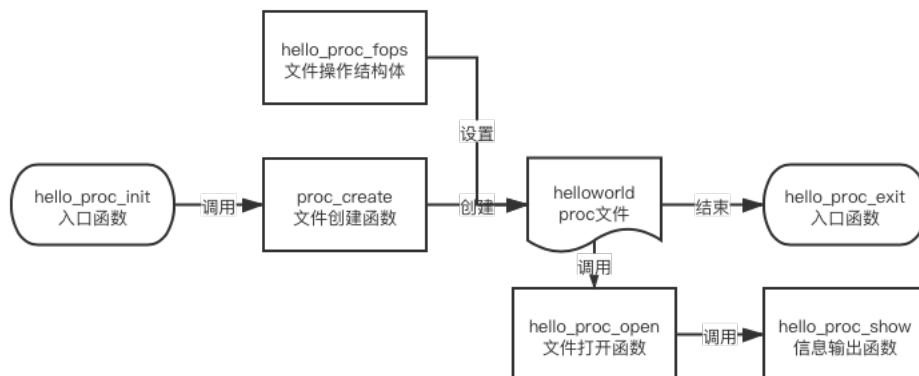 hello_proc_fops
文件操作结构体
设置
hello_proc_init
入口函数
调用
proc_create
文件创建函数
创建
helloworld
proc文件
结束
hello_proc_exit
入口函数
调用
hello_proc_open
文件打开函数
调用
hello_proc_show
信息输出函数